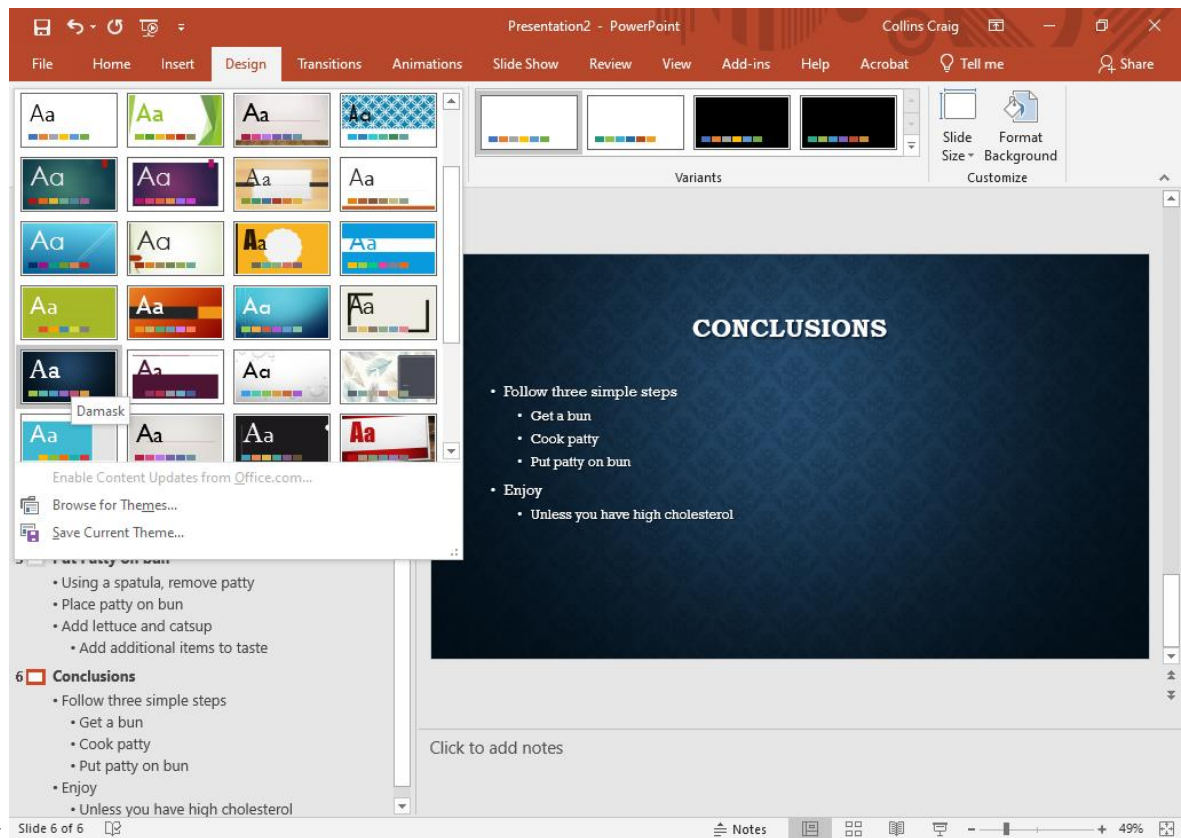 Presentation2 - PowerPoint
Collins Craig
File Home Insert Design Transitions Animations Slide Show Review View Add-ins Help Acrobat Tell me Share
Aa Aa Aa Aa
Aa Aa Aa Aa
Aa Aa Aa Aa
Aa Aa Aa Aa
Aa Aa Aa
Damask
Aa Aa Aa Aa
Enable Content Updates from Office.com...
Browse for Themes...
Save Current Theme...
Variants
Slide Size
Format Background
Customize
CONCLUSIONS
• Follow three simple steps
• Get a bun
• Cook patty
• Put patty on bun
• Enjoy
• Unless you have high cholesterol
Put Patty on bun
• Using a spatula, remove patty
• Place patty on bun
• Add lettuce and catsup
• Add additional items to taste
6 Conclusions
• Follow three simple steps
• Get a bun
• Cook patty
• Put patty on bun
• Enjoy
• Unless you have high cholesterol
Click to add notes
Slide 6 of 6
Notes
49%